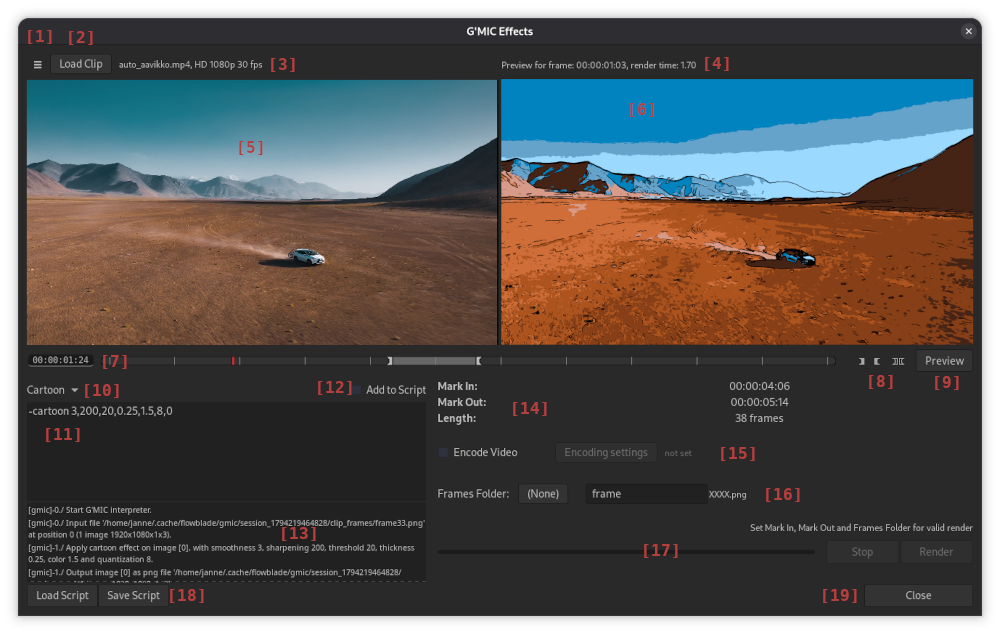 G'MIC Effects
[1] [2]
Load Clip auto_aavikko.mp4, HD 1080p 30 fps [3]
Preview for frame: 00:00:01:03, render time: 1.70 [4]
[5]
[6]
00:00:01:24 [7]
[8]
Preview
[9]
Cartoon [10]
[12] Add to Script
-cartoon 3,200,20,0.25,1.5,8,0
[11]
[gmic]-0./ Start G'MIC interpreter.
[gmic]-0./ Input file '/home/janne/.cache/flowblade/gmic/session_1794219464828/clip_frames/frame33.png'
at position 0 (1 image 1920x1080x1x3).
[13]
[gmic]-1./ Apply cartoon effect on image [0], with smoothness 3, sharpening 200, threshold 20, thickness
0.25, color 1.5 and quantization 8.
[gmic]-1./ Output image [0] as png file '/home/janne/.cache/flowblade/gmic/session_1794219464828/
Load Script Save Script [18]
Mark In: 00:00:04:06
Mark Out: 00:00:05:14
Length: 38 frames
[14]
Encode Video Encoding settings not set [15]
Frames Folder: (None) frame XXXX.png [16]
Set Mark In, Mark Out and Frames Folder for valid render
[17] Stop Render
[19] Close